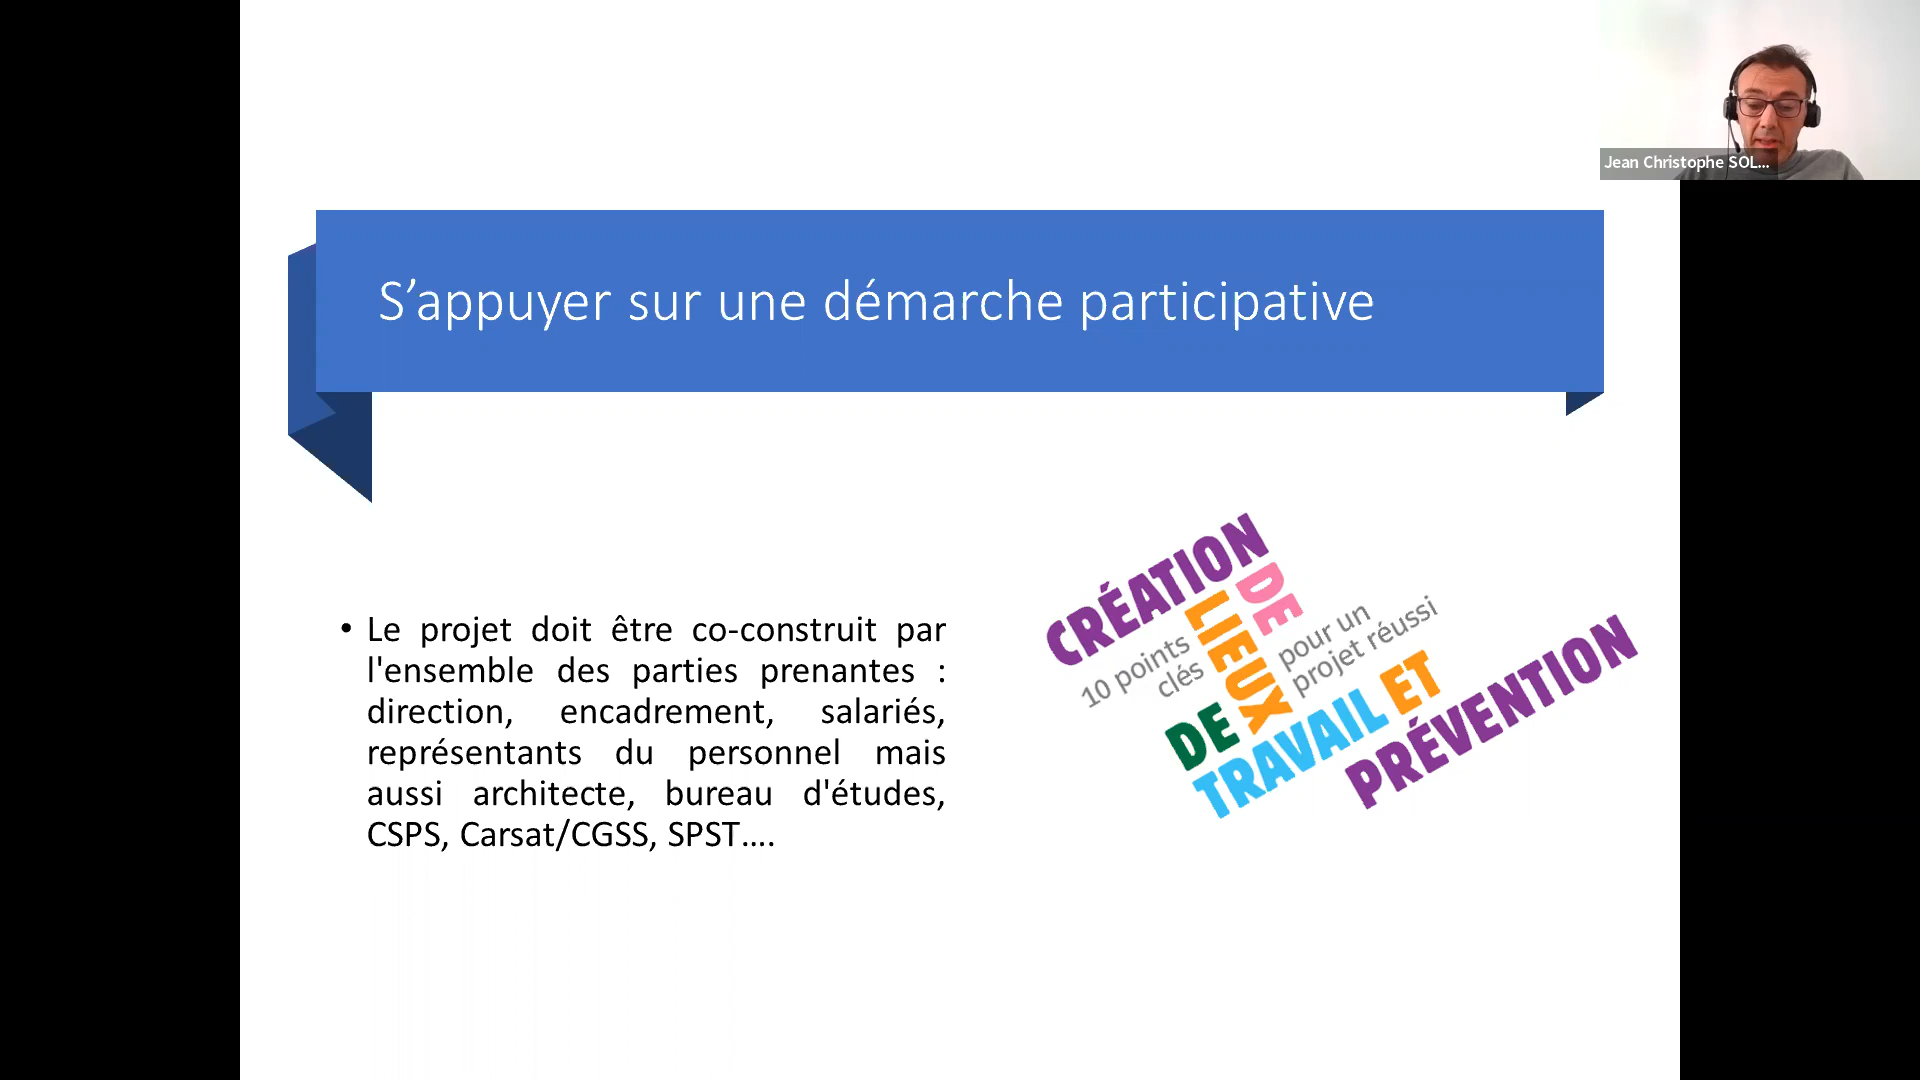 Jean Christophe SOL...
S’appuyer sur une démarche participative
• Le projet doit être co-construit par
l'ensemble des parties prenantes :
direction, encadrement, salariés,
représentants du personnel mais
aussi architecte, bureau d'études,
CSPS, Carsat/CGSS, SPST....
CRÉATION
DE
LIEUX
10 points
clés
pour un
projet réussi
DE
TRAVAIL ET
PRÉVENTION